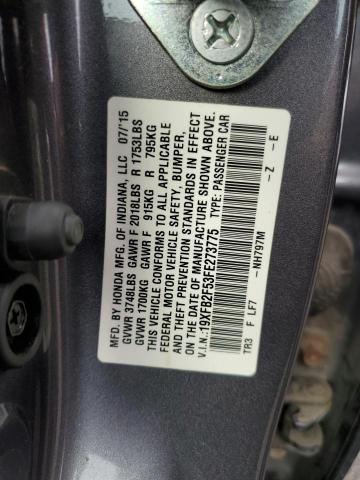 MFD. BY HONDA MFG. OF INDIANA, LLC 07/'15
GVWR 3748LBS GAWR F 2018LBS R 1753LBS
GVWR 1700KG GAWR F 915KG R 795KG
THIS VEHICLE CONFORMS TO ALL APPLICABLE
FEDERAL MOTOR VEHICLE SAFETY, BUMPER,
AND THEFT PREVENTION STANDARDS IN EFFECT
ON THE DATE OF MANUFACTURE SHOWN ABOVE.
V.I.N.: 19XFB2F53FE273775 TYPE: PASSENGER CAR
TR3 F LF7 -NH797M -Z -E